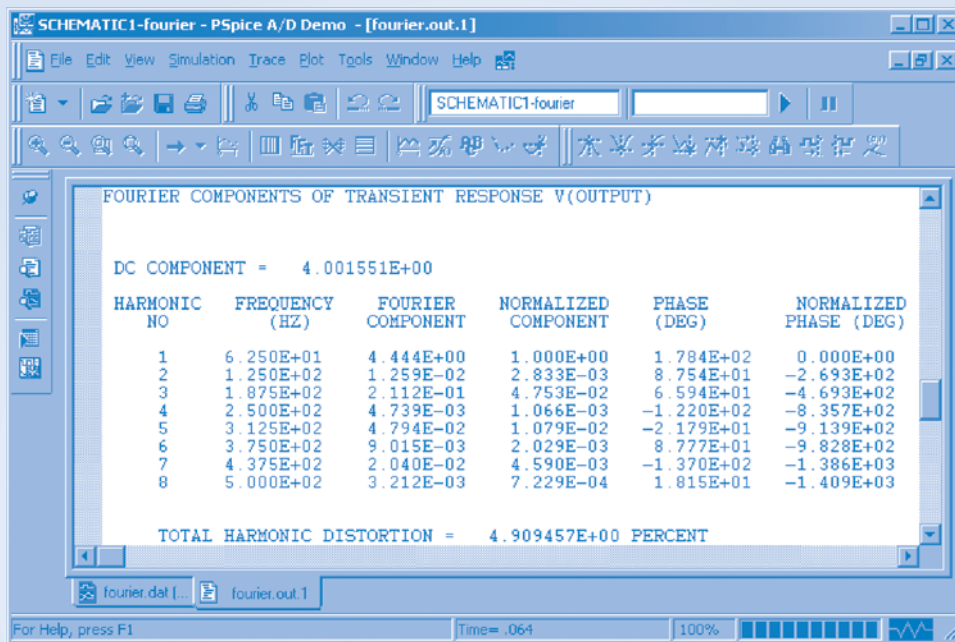 SCHEMATIC1-fourier - PSpice A/D Demo - [fourier.out.1]
File Edit View Simulation Trace Plot Tools Window Help
SCHEMATIC1-fourier
FFT
FOURIER COMPONENTS OF TRANSIENT RESPONSE V(OUTPUT)
DC COMPONENT = 4.001551E+00
HARMONIC FREQUENCY FOURIER NORMALIZED PHASE NORMALIZED
NO (HZ) COMPONENT COMPONENT (DEG) PHASE (DEG)
1 6.250E+01 4.444E+00 1.000E+00 1.784E+02 0.000E+00
2 1.250E+02 1.259E-02 2.833E-03 8.754E+01 -2.693E+02
3 1.875E+02 2.112E-01 4.753E-02 6.594E+01 -4.693E+02
4 2.500E+02 4.739E-03 1.066E-03 -1.220E+02 -8.357E+02
5 3.125E+02 4.794E-02 1.079E-02 -2.179E+01 -9.139E+02
6 3.750E+02 9.015E-03 2.029E-03 8.777E+01 -9.828E+02
7 4.375E+02 2.040E-02 4.590E-03 -1.370E+02 -1.386E+03
8 5.000E+02 3.212E-03 7.229E-04 1.815E+01 -1.409E+03
TOTAL HARMONIC DISTORTION = 4.909457E+00 PERCENT
fourier.dat (... fourier.out.1
For Help, press F1 Time= .064 100%